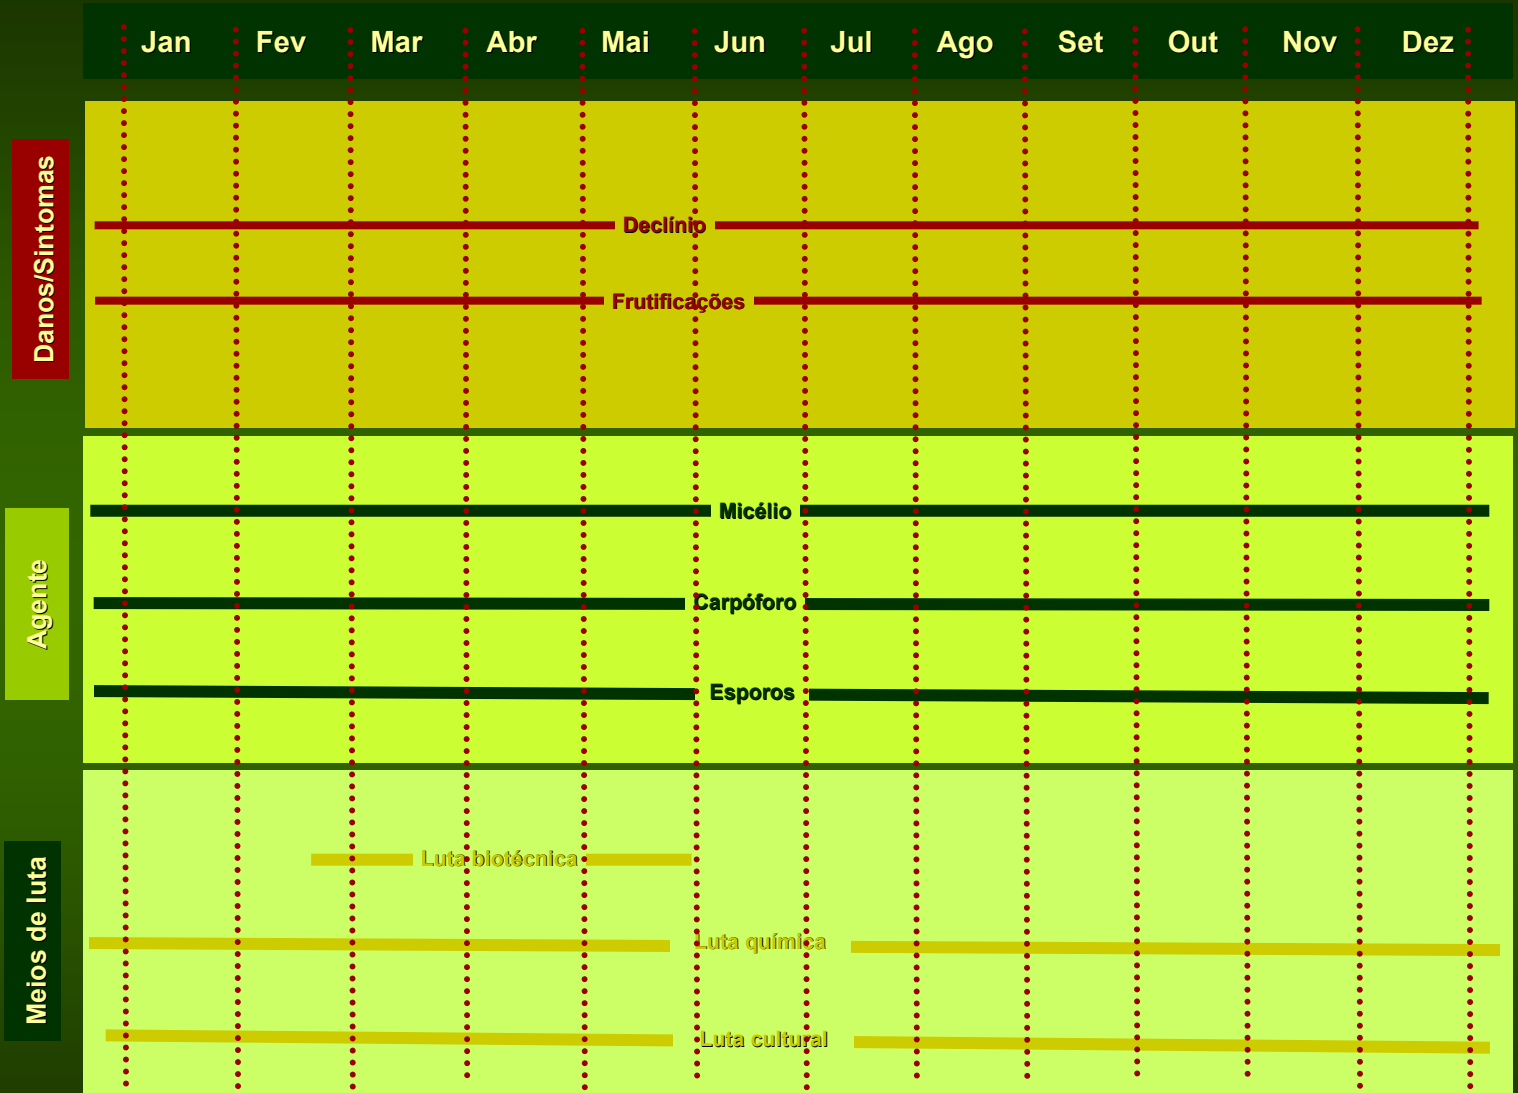 Jan Fev Mar Abr Mai Jun Jul Ago Set Out Nov Dez
Danos/Sintomas
Declínio
Frutificações
Agente
Micélio
Carpóforo
Esporos
Meios de luta
Luta biotécnica
Luta química
Luta cultural